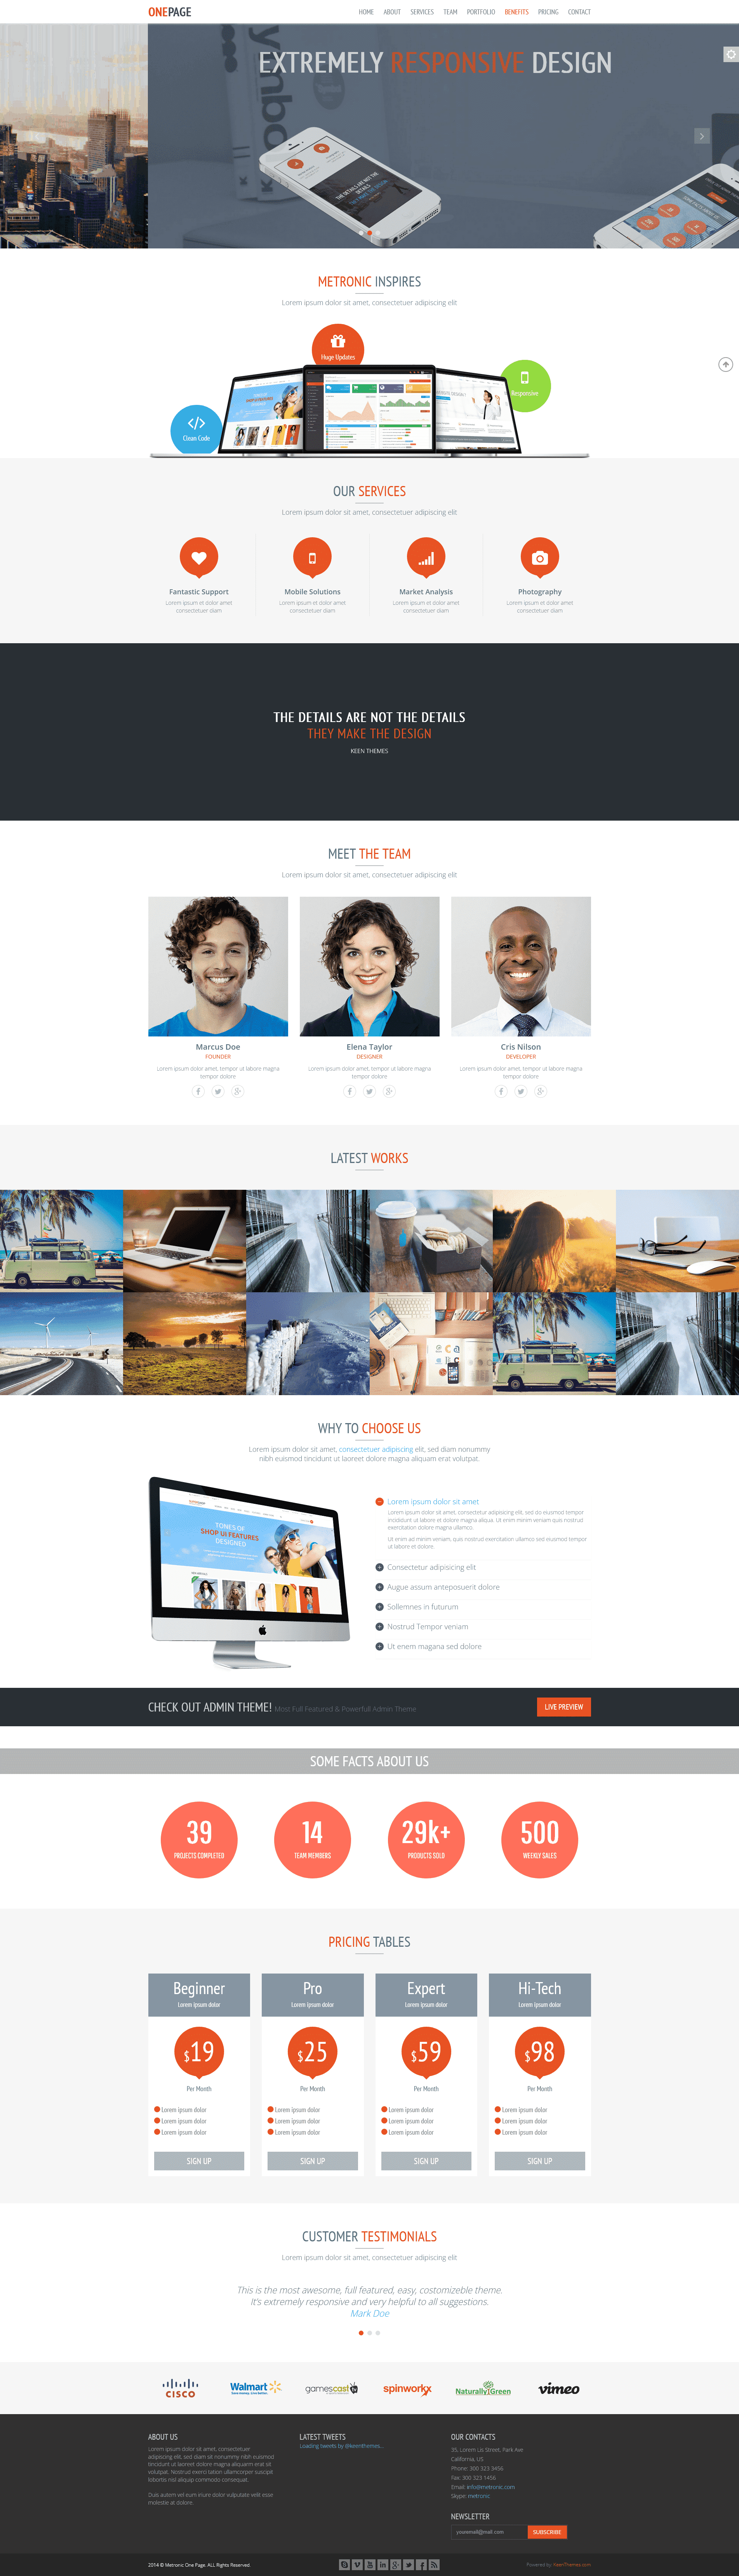 ONEPAGE
HOME ABOUT SERVICES TEAM PORTFOLIO BENEFITS PRICING CONTACT
EXTREMELY RESPONSIVE DESIGN
METRONIC INSPIRES
Lorem ipsum dolor sit amet, consectetuer adipiscing elit
Huge Updates
Responsive
Clean Code
OUR SERVICES
Lorem ipsum dolor sit amet, consectetuer adipiscing elit
Fantastic Support
Lorem ipsum et dolor amet
consectetuer diam
Mobile Solutions
Lorem ipsum et dolor amet
consectetuer diam
Market Analysis
Lorem ipsum et dolor amet
consectetuer diam
Photography
Lorem ipsum et dolor amet
consectetuer diam
THE DETAILS ARE NOT THE DETAILS
THEY MAKE THE DESIGN
KEEN THEMES
MEET THE TEAM
Lorem ipsum dolor sit amet, consectetuer adipiscing elit
Marcus Doe
FOUNDER
Lorem ipsum dolor amet, tempor ut labore magna
tempor dolore
Elena Taylor
DESIGNER
Lorem ipsum dolor amet, tempor ut labore magna
tempor dolore
Cris Nilson
DEVELOPER
Lorem ipsum dolor amet, tempor ut labore magna
tempor dolore
LATEST WORKS
WHY TO CHOOSE US
Lorem ipsum dolor sit amet, consectetuer adipiscing elit, sed diam nonummy
nibh euismod tincidunt ut laoreet dolore magna aliquam erat volutpat.
TONES OF
SHOP UI FEATURES
DESIGNED
Lorem ipsum dolor sit amet
Lorem ipsum dolor sit amet, consectetur adipisicing elit, sed do eiusmod tempor
incididunt ut labore et dolore magna aliqua. Ut enim minim veniam quis nostrud
exercitation dolore magna ullamco.
Ut enim ad minim veniam, quis nostrud exercitation ullamco sed eiusmod tempor
ut labore et dolore.
Consectetur adipisicing elit
Augue assum anteposuerit dolore
Sollemnes in futurum
Nostrud Tempor veniam
Ut enem magana sed dolore
CHECK OUT ADMIN THEME! Most Full Featured & Powerfull Admin Theme
LIVE PREVIEW
SOME FACTS ABOUT US
39
PROJECTS COMPLETED
14
TEAM MEMBERS
29k+
PRODUCTS SOLD
500
WEEKLY SALES
PRICING TABLES
Beginner
Lorem ipsum dolor
$19
Per Month
Lorem ipsum dolor
Lorem ipsum dolor
Lorem ipsum dolor
SIGN UP
Pro
Lorem ipsum dolor
$25
Per Month
Lorem ipsum dolor
Lorem ipsum dolor
Lorem ipsum dolor
SIGN UP
Expert
Lorem ipsum dolor
$59
Per Month
Lorem ipsum dolor
Lorem ipsum dolor
Lorem ipsum dolor
SIGN UP
Hi-Tech
Lorem ipsum dolor
$98
Per Month
Lorem ipsum dolor
Lorem ipsum dolor
Lorem ipsum dolor
SIGN UP
CUSTOMER TESTIMONIALS
Lorem ipsum dolor sit amet, consectetuer adipiscing elit
This is the most awesome, full featured, easy, costomizeble theme.
It's extremely responsive and very helpful to all suggestions.
Mark Doe
CISCO
Walmart
gamescast tv
spinworkx
Naturally Green
vimeo
ABOUT US
Lorem ipsum dolor sit amet, consectetuer
adipiscing elit, sed diam sit nonummy nibh euismod
tincidunt ut laoreet dolore magna aliquarm erat sit
volutpat. Nostrud exerci tation ullamcorper suscipit
lobortis nisl aliquip commodo consequat.
Duis autem vel eum iriure dolor vulputate velit esse
molestie at dolore.
LATEST TWEETS
Loading tweets by @keenthemes...
OUR CONTACTS
35, Lorem Lis Street, Park Ave
California, US
Phone: 300 323 3456
Fax: 300 323 1456
Email: info@metronic.com
Skype: metronic
NEWSLETTER
youremail@mail.com
SUBSCRIBE
2014 © Metronic One Page. ALL Rights Reserved.
Powered by: KeenThemes.com